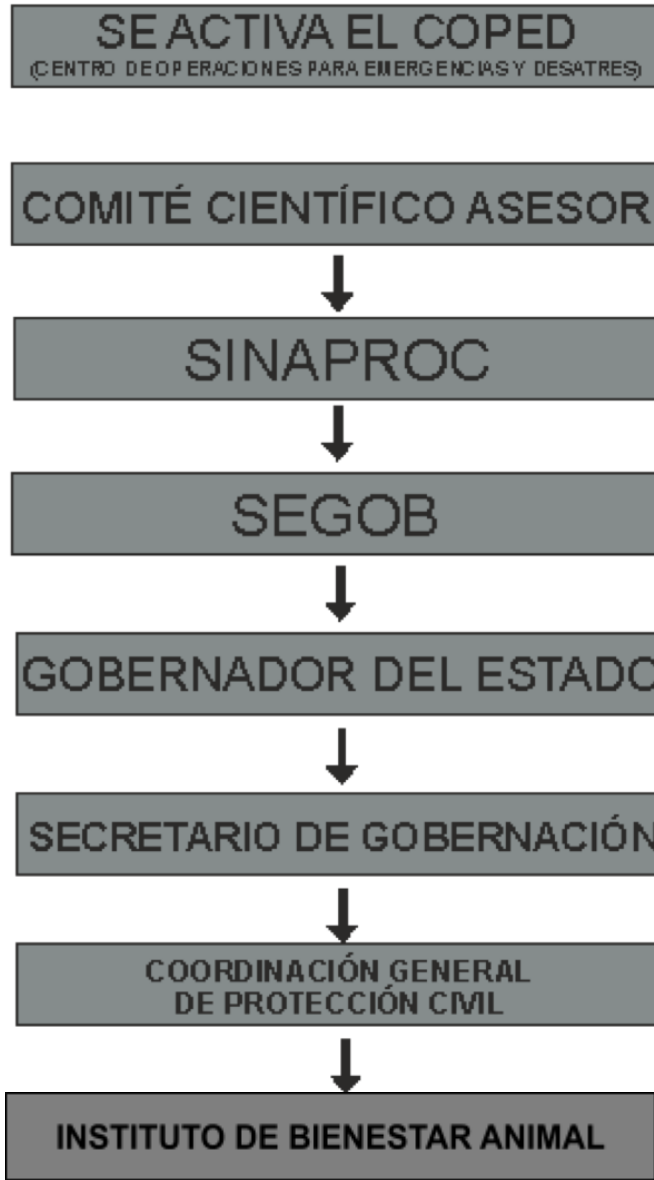 SE ACTIVA EL COPED
(CENTRO DE OPERACIONES PARA EMERGENCIAS Y DESATRES)
COMITÉ CIENTÍFICO ASESOR
SINAPROC
SEGOB
GOBERNADOR DEL ESTADO
SECRETARIO DE GOBERNACIÓN
COORDINACIÓN GENERAL
DE PROTECCIÓN CIVIL
INSTITUTO DE BIENESTAR ANIMAL